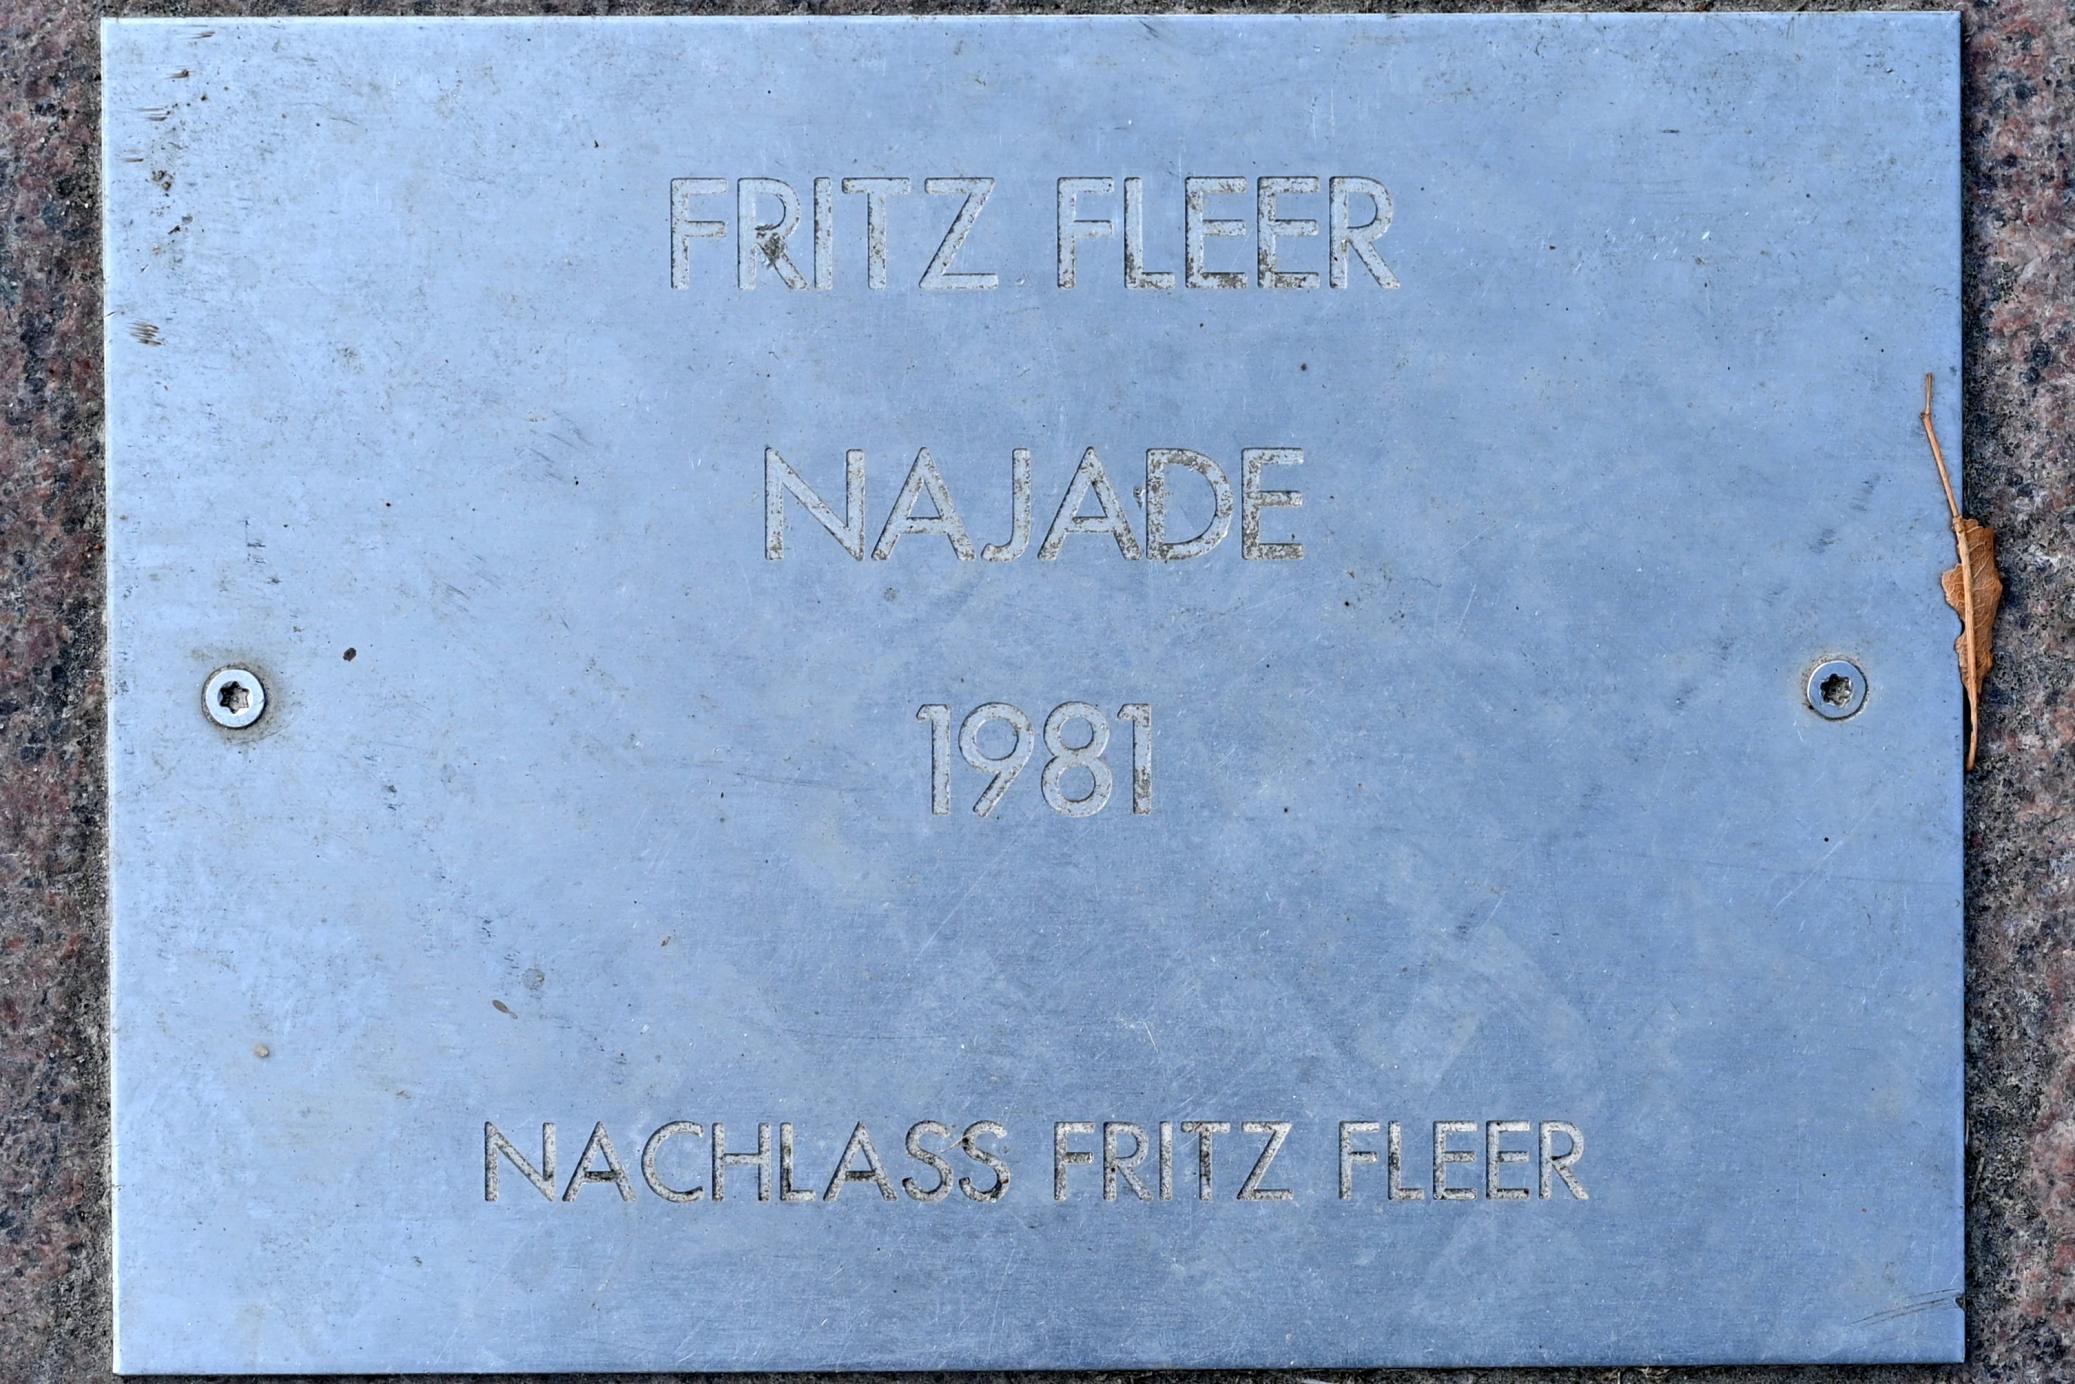 FRITZ FLEER
NAJADE
1981
NACHLASS FRITZ FLEER